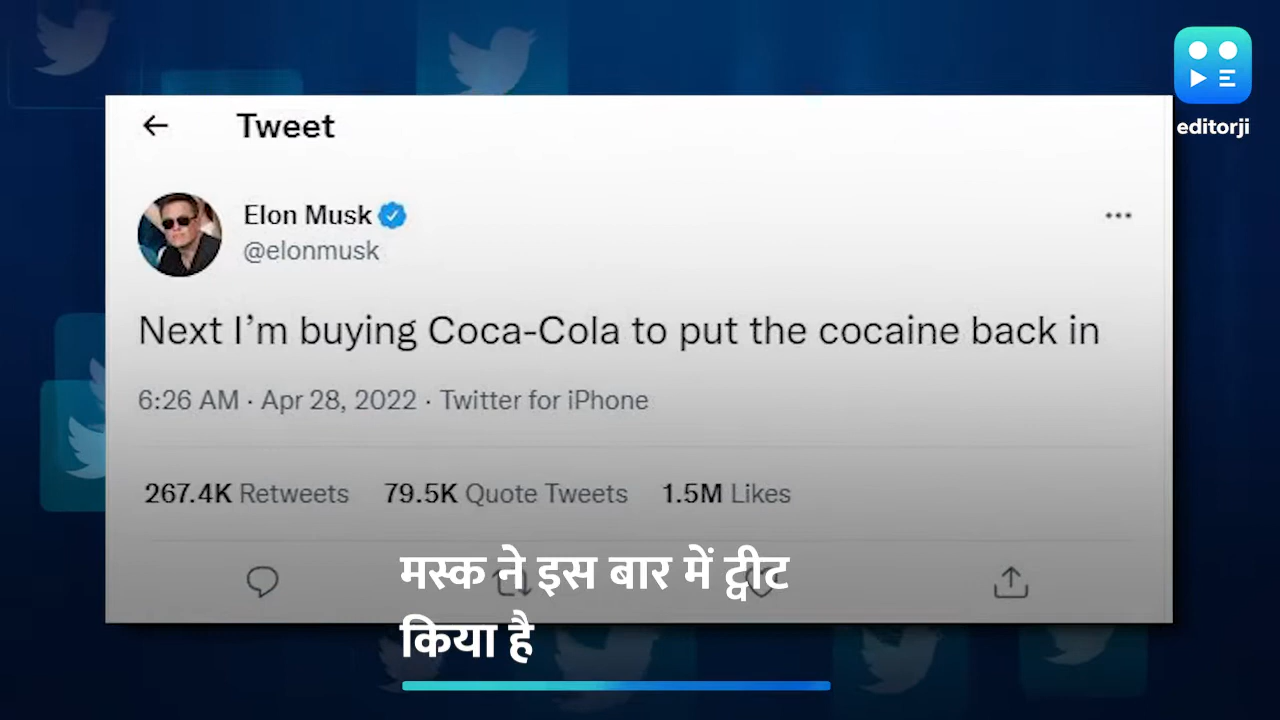 editorji
Tweet
Elon Musk
@elonmusk
Next I’m buying Coca-Cola to put the cocaine back in
6:26 AM · Apr 28, 2022 · Twitter for iPhone
267.4K Retweets 79.5K Quote Tweets 1.5M Likes
मस्क ने इस बार में ट्वीट
किया है